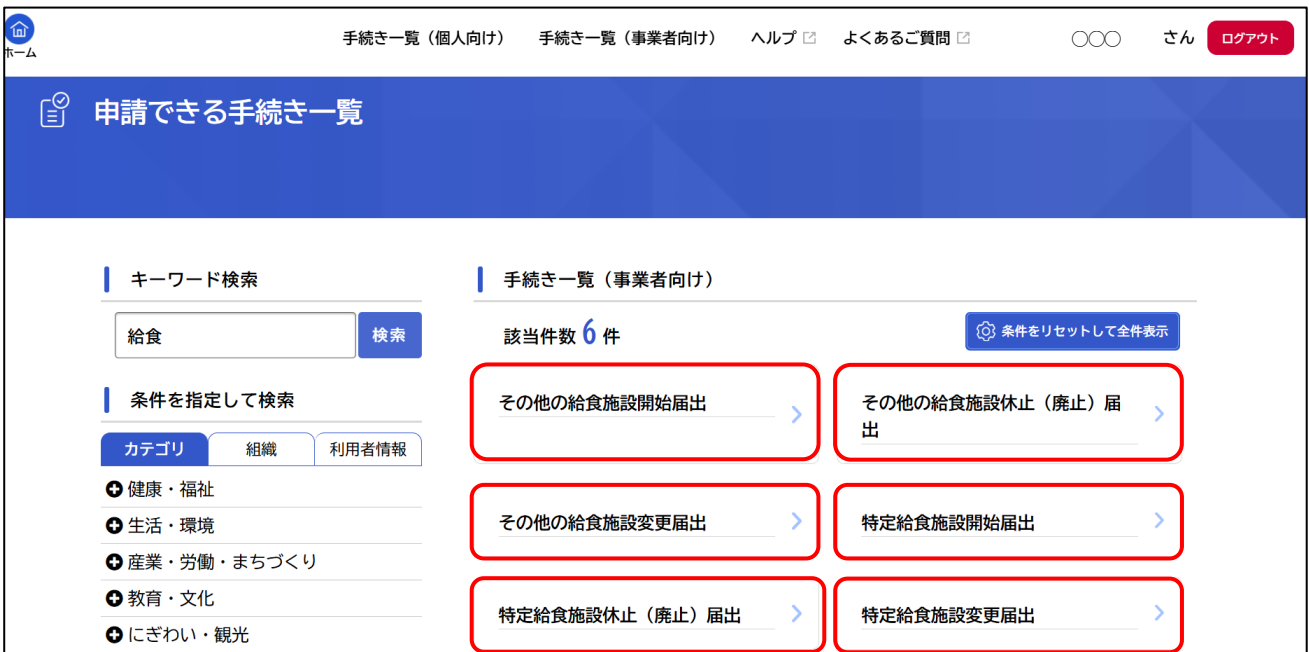 ホーム
手続き一覧（個人向け）
手続き一覧（事業者向け）
ヘルプ
よくあるご質問
〇〇〇 さん
ログアウト
申請できる手続き一覧
キーワード検索
給食
検索
条件を指定して検索
カテゴリ
組織
利用者情報
健康・福祉
生活・環境
産業・労働・まちづくり
教育・文化
にぎわい・観光
手続き一覧（事業者向け）
該当件数 6 件
条件をリセットして全件表示
その他の給食施設開始届出
その他の給食施設休止（廃止）届
出
その他の給食施設変更届出
特定給食施設開始届出
特定給食施設休止（廃止）届出
特定給食施設変更届出